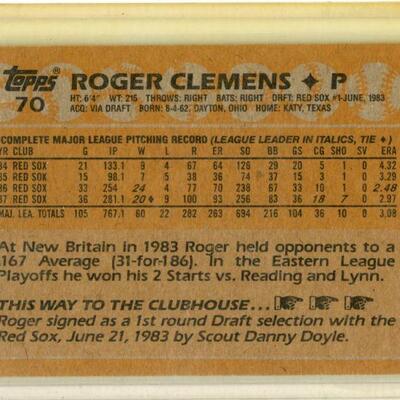 topps ROGER CLEMENS ✦ P
70 HT: 6'4" WT: 215 THROWS: RIGHT BATS: RIGHT DRFT: RED SOX #1-JUNE, 1983
ACQ: VIA DRAFT BORN: 8-4-62, DAYTON, OHIO HOME: KATY, TEXAS
COMPLETE MAJOR LEAGUE PITCHING RECORD (LEAGUE LEADER IN ITALICS, TIE ✦)
YR CLUB G IP W L R ER SO BB GS CG SHO SV ERA
84 RED SOX 21 133.1 9 4 67 64 126 29 20 5 1 0 4.32
85 RED SOX 15 98.1 7 5 38 36 74 37 15 3 1 0 3.29
86 RED SOX 33 254 24 4 77 70 238 67 33 10 1 0 2.48
87 RED SOX 36 281.1 20✦ 9 100 93 256 83 36 18 7 0 2.97
MAJ. LEA. TOTALS 105 767.1 60 22 282 263 694 216 104 36 10 0 3.08
At New Britain in 1983 Roger held opponents to a
.167 Average (31-for-186). In the Eastern League
Playoffs he won his 2 Starts vs. Reading and Lynn.
THIS WAY TO THE CLUBHOUSE...
Roger signed as a 1st round Draft selection with the
Red Sox, June 21, 1983 by Scout Danny Doyle.